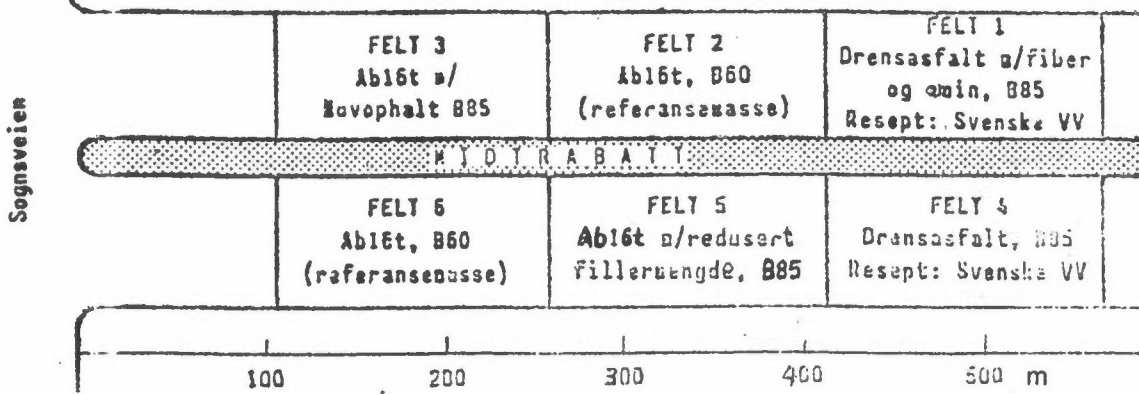 FELT 3
Ab16t m/
Novophalt B85
FELT 2
Ab16t, B60
(referansemasse)
FELT 1
Drensasfalt m/fiber
og amin, B85
Resept: Svenske VV
Sognsveien
MIDTRABATT
FELT 6
Ab16t, B60
(referansemasse)
FELT 5
Ab16t m/redusert
fillermengde, B85
FELT 4
Drensasfalt, B85
Resept: Svenske VV
100 200 300 400 500 m